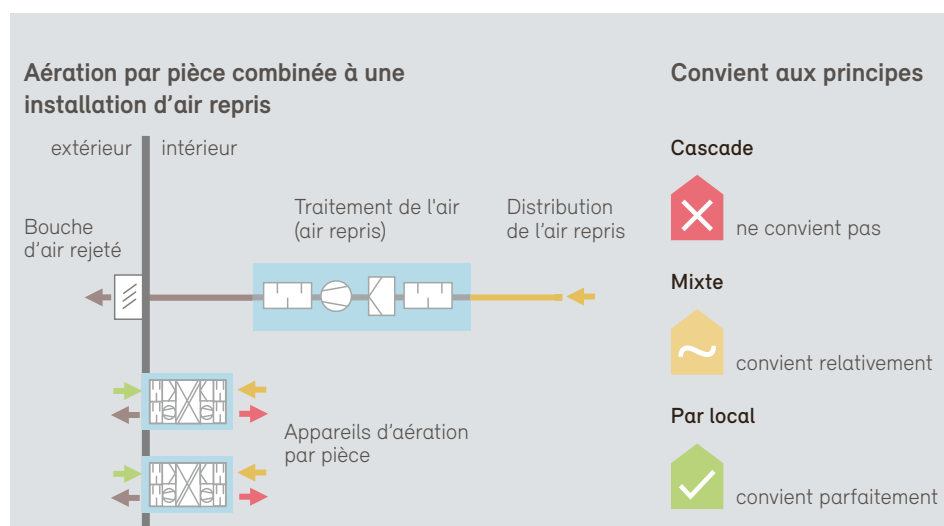 Aération par pièce combinée à une
installation d’air repris
extérieur
intérieur
Bouche
d’air rejeté
Traitement de l'air
(air repris)
Distribution
de l’air repris
Appareils d’aération
par pièce
Convient aux principes
Cascade
ne convient pas
Mixte
convient relativement
Par local
convient parfaitement